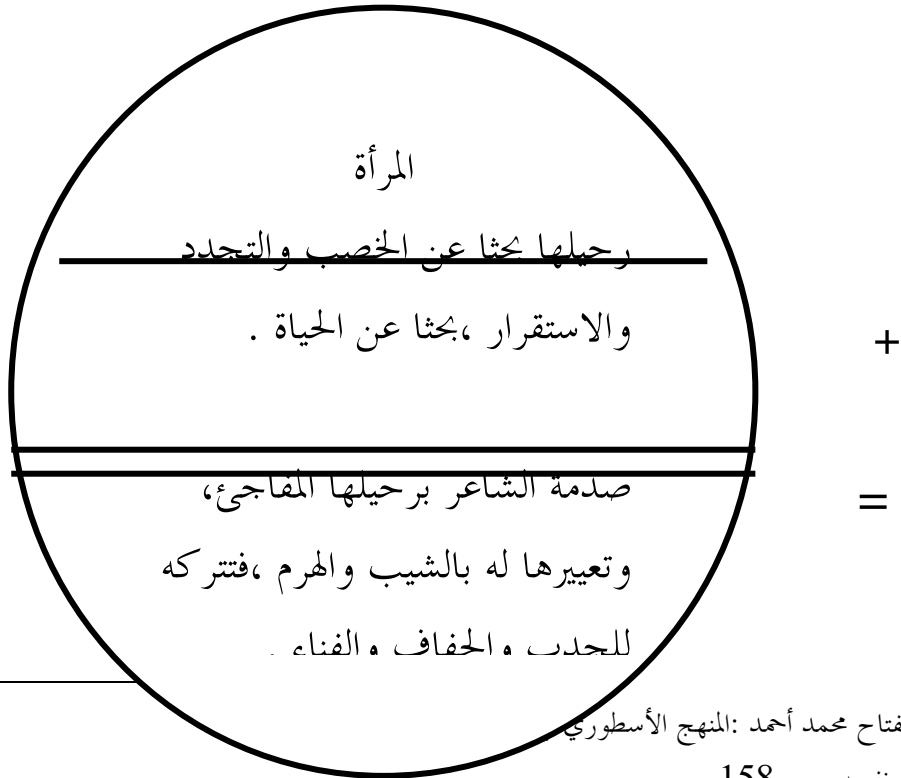 المرأة
رحيلها بحثا عن الخصب والتجدد
والاستقرار ،بحثا عن الحياة .
+
صدمة الشاعر برحيلها المفاجئ،
=
وتعييرها له بالشيب والهرم ،فتتركه
للجدب والجفاف والفناء .
محمد أحمد :المنهج الأسطوري
158